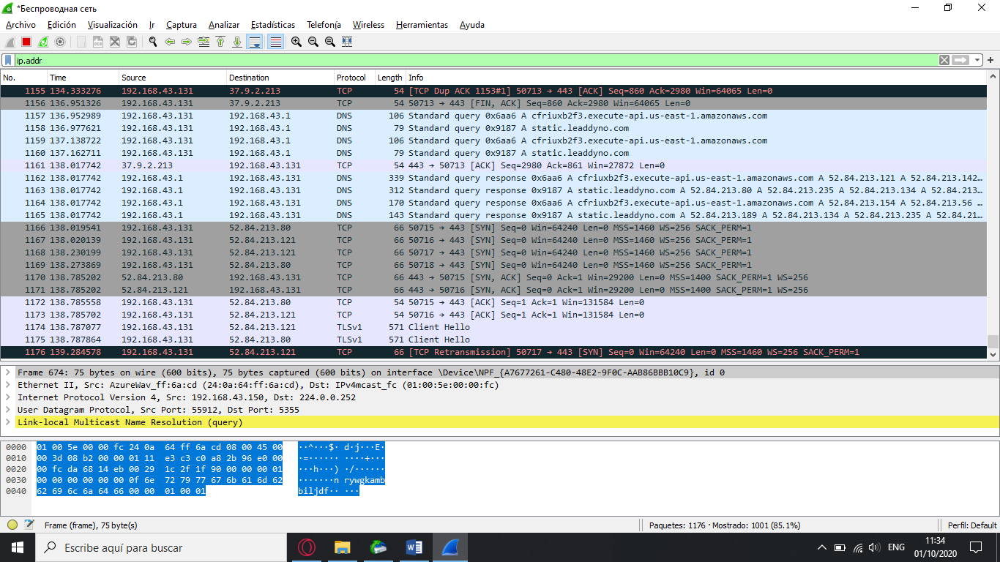 *Беспроводная сеть
Archivo Edición Visualización Ir Captura Analizar Estadísticas Telefonía Wireless Herramientas Ayuda
ip.addr
No. Time Source Destination Protocol Length Info
1155 134.333276 192.168.43.131 37.9.2.213 TCP 54 [TCP Dup ACK 1153#1] 50713 → 443 [ACK] Seq=860 Ack=2980 Win=64065 Len=0
1156 136.951326 192.168.43.131 37.9.2.213 TCP 54 50713 → 443 [FIN, ACK] Seq=860 Ack=2980 Win=64065 Len=0
1157 136.952989 192.168.43.131 192.168.43.1 DNS 106 Standard query 0x6aa6 A cfriuxb2f3.execute-api.us-east-1.amazonaws.com
1158 136.977621 192.168.43.131 192.168.43.1 DNS 79 Standard query 0x9187 A static.leaddyno.com
1159 137.138722 192.168.43.131 192.168.43.1 DNS 106 Standard query 0x6aa6 A cfriuxb2f3.execute-api.us-east-1.amazonaws.com
1160 137.162711 192.168.43.131 192.168.43.1 DNS 79 Standard query 0x9187 A static.leaddyno.com
1161 138.017742 37.9.2.213 192.168.43.131 TCP 54 443 → 50713 [ACK] Seq=2980 Ack=861 Win=27872 Len=0
1162 138.017742 192.168.43.1 192.168.43.131 DNS 339 Standard query response 0x6aa6 A cfriuxb2f3.execute-api.us-east-1.amazonaws.com A 52.84.213.121 A 52.84.213.142…
1163 138.017742 192.168.43.1 192.168.43.131 DNS 312 Standard query response 0x9187 A static.leaddyno.com A 52.84.213.80 A 52.84.213.235 A 52.84.213.134 A 52.84.213…
1164 138.017742 192.168.43.1 192.168.43.131 DNS 170 Standard query response 0x6aa6 A cfriuxb2f3.execute-api.us-east-1.amazonaws.com A 52.84.213.154 A 52.84.213.56 …
1165 138.017742 192.168.43.1 192.168.43.131 DNS 143 Standard query response 0x9187 A static.leaddyno.com A 52.84.213.189 A 52.84.213.134 A 52.84.213.235 A 52.84.21…
1166 138.019541 192.168.43.131 52.84.213.80 TCP 66 50715 → 443 [SYN] Seq=0 Win=64240 Len=0 MSS=1460 WS=256 SACK_PERM=1
1167 138.020139 192.168.43.131 52.84.213.121 TCP 66 50716 → 443 [SYN] Seq=0 Win=64240 Len=0 MSS=1460 WS=256 SACK_PERM=1
1168 138.230199 192.168.43.131 52.84.213.121 TCP 66 50717 → 443 [SYN] Seq=0 Win=64240 Len=0 MSS=1460 WS=256 SACK_PERM=1
1169 138.273869 192.168.43.131 52.84.213.80 TCP 66 50718 → 443 [SYN] Seq=0 Win=64240 Len=0 MSS=1460 WS=256 SACK_PERM=1
1170 138.785202 52.84.213.80 192.168.43.131 TCP 66 443 → 50715 [SYN, ACK] Seq=0 Ack=1 Win=29200 Len=0 MSS=1400 SACK_PERM=1 WS=256
1171 138.785202 52.84.213.121 192.168.43.131 TCP 66 443 → 50716 [SYN, ACK] Seq=0 Ack=1 Win=29200 Len=0 MSS=1400 SACK_PERM=1 WS=256
1172 138.785558 192.168.43.131 52.84.213.80 TCP 54 50715 → 443 [ACK] Seq=1 Ack=1 Win=131584 Len=0
1173 138.785702 192.168.43.131 52.84.213.121 TCP 54 50716 → 443 [ACK] Seq=1 Ack=1 Win=131584 Len=0
1174 138.787077 192.168.43.131 52.84.213.121 TLSv1 571 Client Hello
1175 138.787864 192.168.43.131 52.84.213.80 TLSv1 571 Client Hello
1176 139.284578 192.168.43.131 52.84.213.121 TCP 66 [TCP Retransmission] 50717 → 443 [SYN] Seq=0 Win=64240 Len=0 MSS=1460 WS=256 SACK_PERM=1
Frame 674: 75 bytes on wire (600 bits), 75 bytes captured (600 bits) on interface \Device\NPF_{A7677261-C480-48E2-9F0C-AAB86BBB10C9}, id 0
Ethernet II, Src: AzureWav_ff:6a:cd (24:0a:64:ff:6a:cd), Dst: IPv4mcast_fc (01:00:5e:00:00:fc)
Internet Protocol Version 4, Src: 192.168.43.150, Dst: 224.0.0.252
User Datagram Protocol, Src Port: 55912, Dst Port: 5355
Link-local Multicast Name Resolution (query)
0000 01 00 5e 00 00 fc 24 0a 64 ff 6a cd 08 00 45 00 ··^···$· d·j···E·
0010 00 3d 08 b2 00 00 01 11 e3 c3 c0 a8 2b 96 e0 00 ·=······ ····+···
0020 00 fc da 68 14 eb 00 29 1c 2f 1f 90 00 00 00 01 ···h···) ·/······
0030 00 00 00 00 00 00 0f 6e 72 79 77 67 6b 61 6d 62 ·······n rywgkamb
0040 62 69 6c 6a 64 66 00 00 01 00 01 biljdf·· ···
Frame (frame), 75 byte(s)
Paquetes: 1176 · Mostrado: 1001 (85.1%)
Perfil: Default
Escribe aquí para buscar
ENG
11:34
01/10/2020